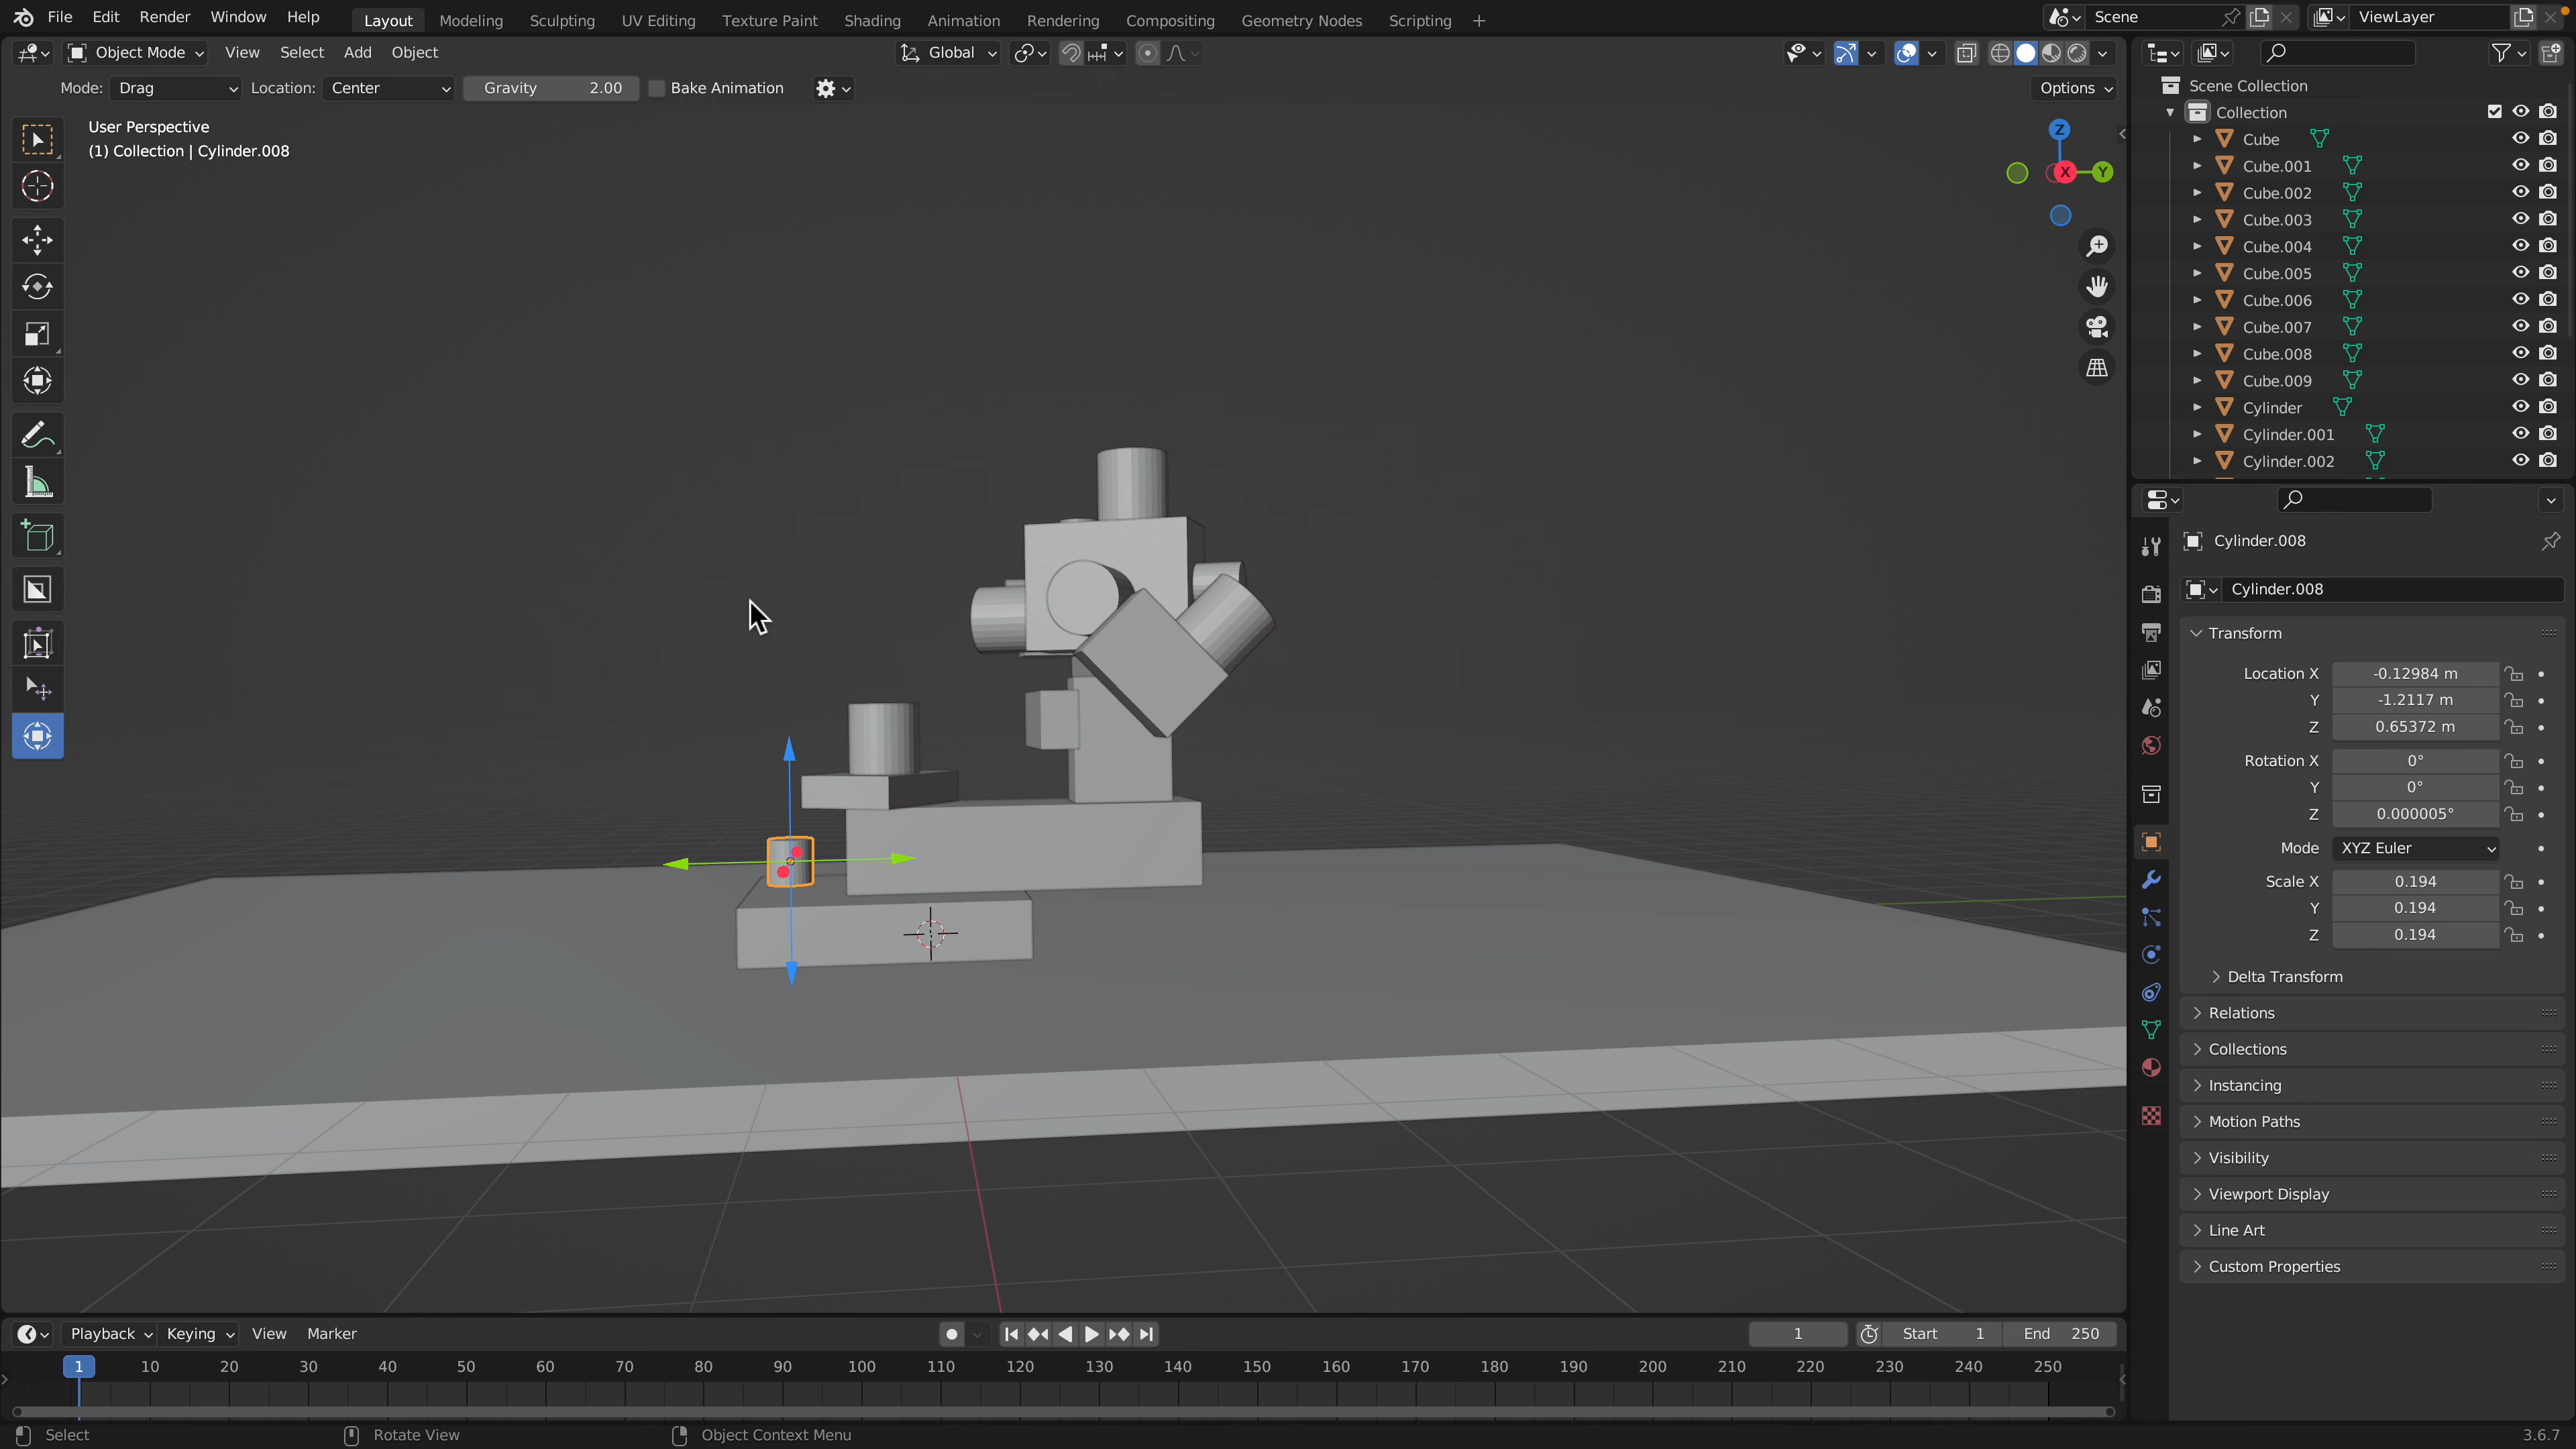 File Edit Render Window Help Layout Modeling Sculpting UV Editing Texture Paint Shading Animation Rendering Compositing Geometry Nodes Scripting + Scene ViewLayer
Object Mode View Select Add Object Global
Mode: Drag Location: Center Gravity 2.00 Bake Animation Options
User Perspective
(1) Collection | Cylinder.008
Z
X Y
Scene Collection
Collection
Cube
Cube.001
Cube.002
Cube.003
Cube.004
Cube.005
Cube.006
Cube.007
Cube.008
Cube.009
Cylinder
Cylinder.001
Cylinder.002
Cylinder.008
Cylinder.008
Transform
Location X -0.12984 m
Y -1.2117 m
Z 0.65372 m
Rotation X 0°
Y 0°
Z 0.000005°
Mode XYZ Euler
Scale X 0.194
Y 0.194
Z 0.194
Delta Transform
Relations
Collections
Instancing
Motion Paths
Visibility
Viewport Display
Line Art
Custom Properties
Playback Keying View Marker 1 Start 1 End 250
1 10 20 30 40 50 60 70 80 90 100 110 120 130 140 150 160 170 180 190 200 210 220 230 240 250
Select Rotate View Object Context Menu 3.6.7